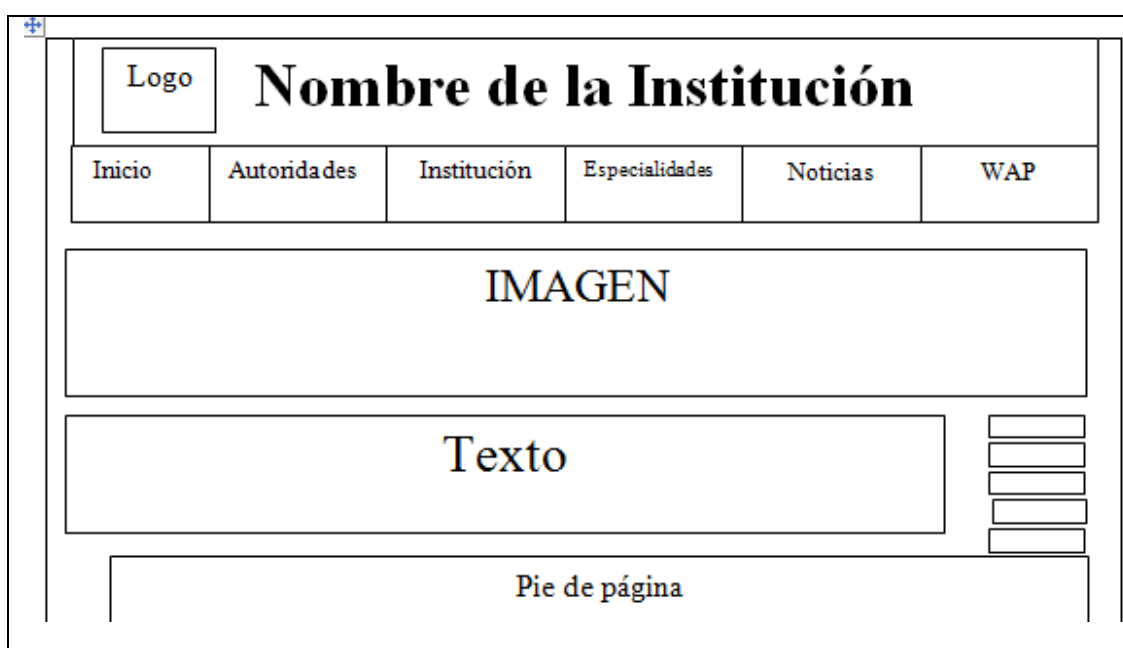 Logo
Nombre de la Institución
Inicio Autoridades Institución Especialidades Noticias WAP
IMAGEN
Texto
Pie de página